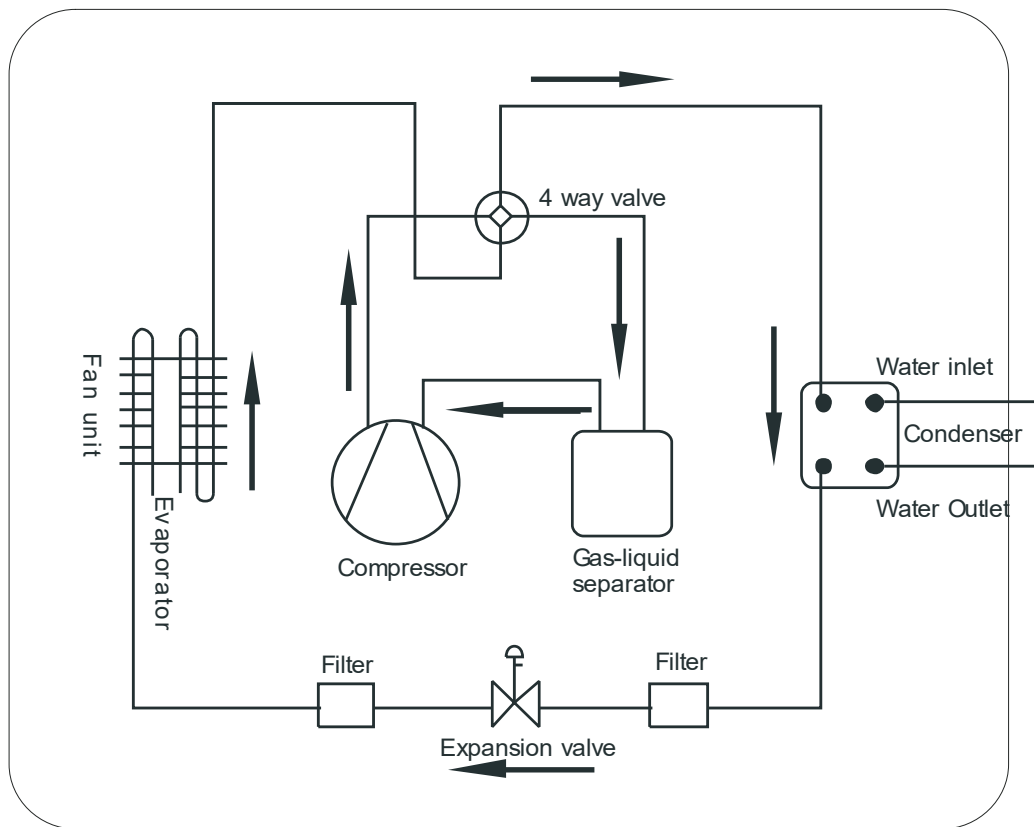 4 way valve
Fan unit
Evaporator
Water inlet
Condenser
Water Outlet
Compressor
Gas-liquid
separator
Filter
Filter
Expansion valve